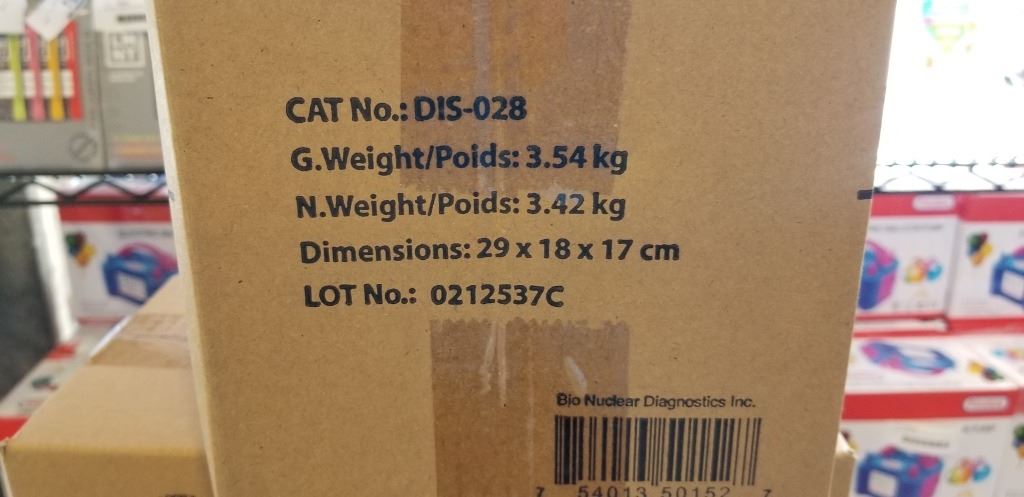 CAT No.: DIS-028
G.Weight/Poids: 3.54 kg
N.Weight/Poids: 3.42 kg
Dimensions: 29 x 18 x 17 cm
LOT No.: 0212537C
Bio Nuclear Diagnostics Inc.
7 54013 50152 7